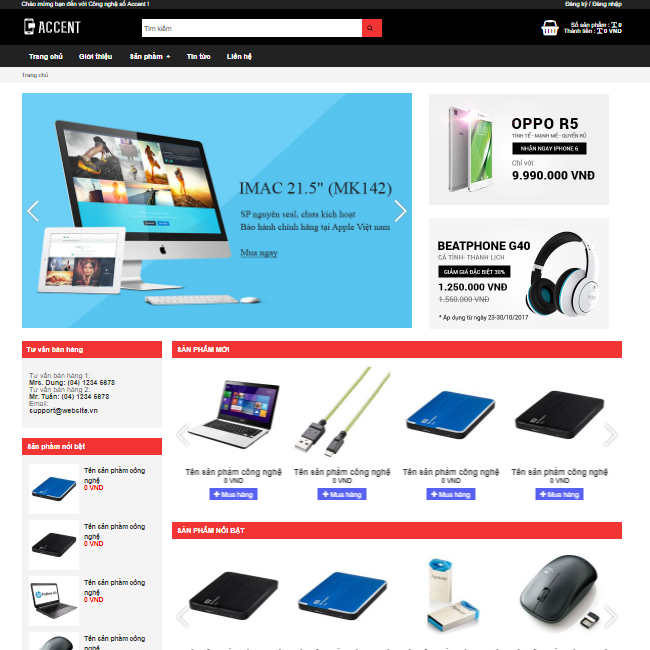 Chào mừng bạn đến với Công nghệ số Accent !
Đăng ký / Đăng nhập
ACCENT
Tìm kiếm
Số sản phẩm :
0
Thành tiền :
0 VND
Trang chủ
Giới thiệu
Sản phẩm +
Tin tức
Liên hệ
Trang chủ
IMAC 21.5" (MK142)
SP nguyên seal, chưa kích hoạt
Bảo hành chính hãng tại Apple Việt nam
Mua ngay
OPPO R5
TINH TẾ - MẠNH MẼ - QUYẾN RŨ
NHẬN NGAY IPHONE 6
Chỉ với:
9.990.000 VNĐ
BEATPHONE G40
CÁ TÍNH- THANH LỊCH
GIẢM GIÁ ĐẶC BIỆT 30%
1.250.000 VNĐ
1.560.000 VNĐ
* Áp dụng từ ngày 23-30/10/2017
Tư vấn bán hàng
Tư vấn bán hàng 1:
Mrs. Dung: (04) 1234 5678
Tư vấn bán hàng 2:
Mr. Tuấn: (04) 1234 5678
Email:
support@website.vn
Sản phẩm nổi bật
Tên sản phẩm công
nghệ
0 VND
Tên sản phẩm công
nghệ
0 VND
Tên sản phẩm công
nghệ
0 VND
Tên sản phẩm công
nghệ
SẢN PHẨM MỚI
Tên sản phẩm công nghệ
0 VND
+ Mua hàng
Tên sản phẩm công nghệ
0 VND
+ Mua hàng
Tên sản phẩm công nghệ
0 VND
+ Mua hàng
Tên sản phẩm công nghệ
0 VND
+ Mua hàng
SẢN PHẨM NỔI BẬT